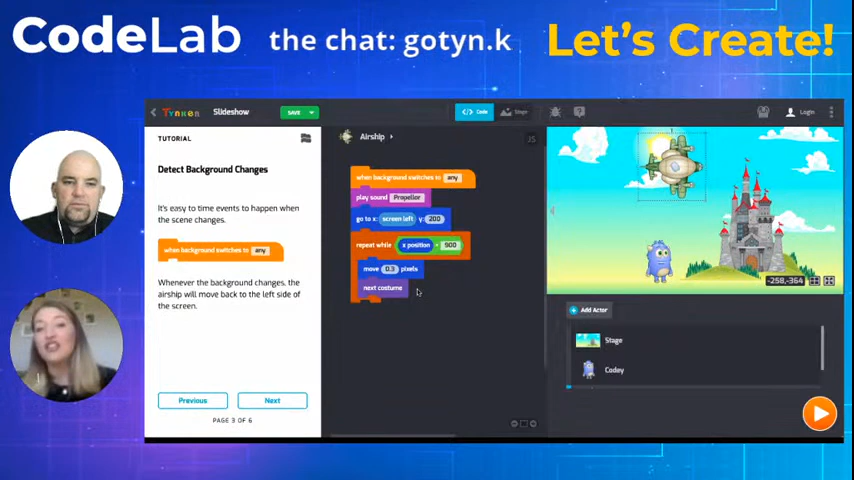 CodeLab
the chat: gotyn.k
Let's Create!
Tynker
Slideshow
SAVE
</> Code
Stage
Login
TUTORIAL
Detect Background Changes
It's easy to time events to happen when
the scene changes.
when background switches to any
Whenever the background changes, the
airship will move back to the left side of
the screen.
Previous
Next
PAGE 3 OF 6
Airship
JS
when background switches to any
play sound Propellor
go to x: screen left y: 200
repeat while x position 900
move 0.3 pixels
next costume
-258,-364
Add Actor
Stage
Codey